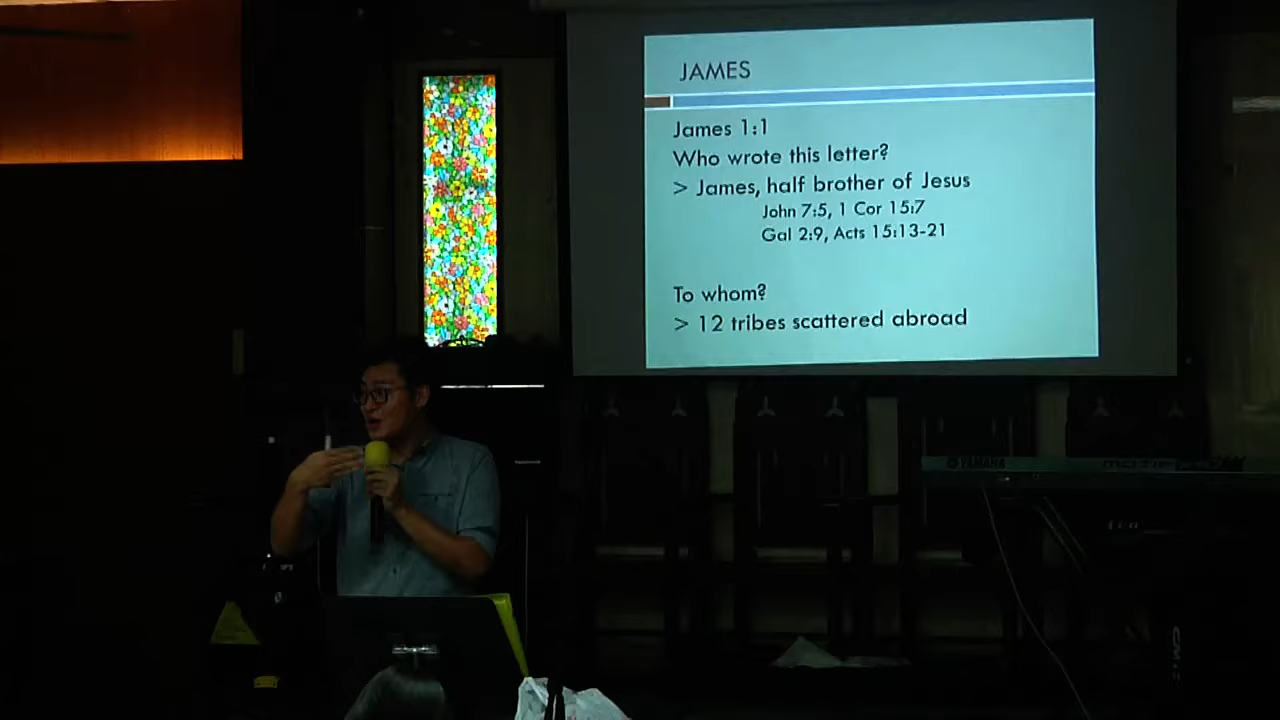 JAMES
James 1:1
Who wrote this letter?
> James, half brother of Jesus
John 7:5, 1 Cor 15:7
Gal 2:9, Acts 15:13-21
To whom?
> 12 tribes scattered abroad
YAMAHA